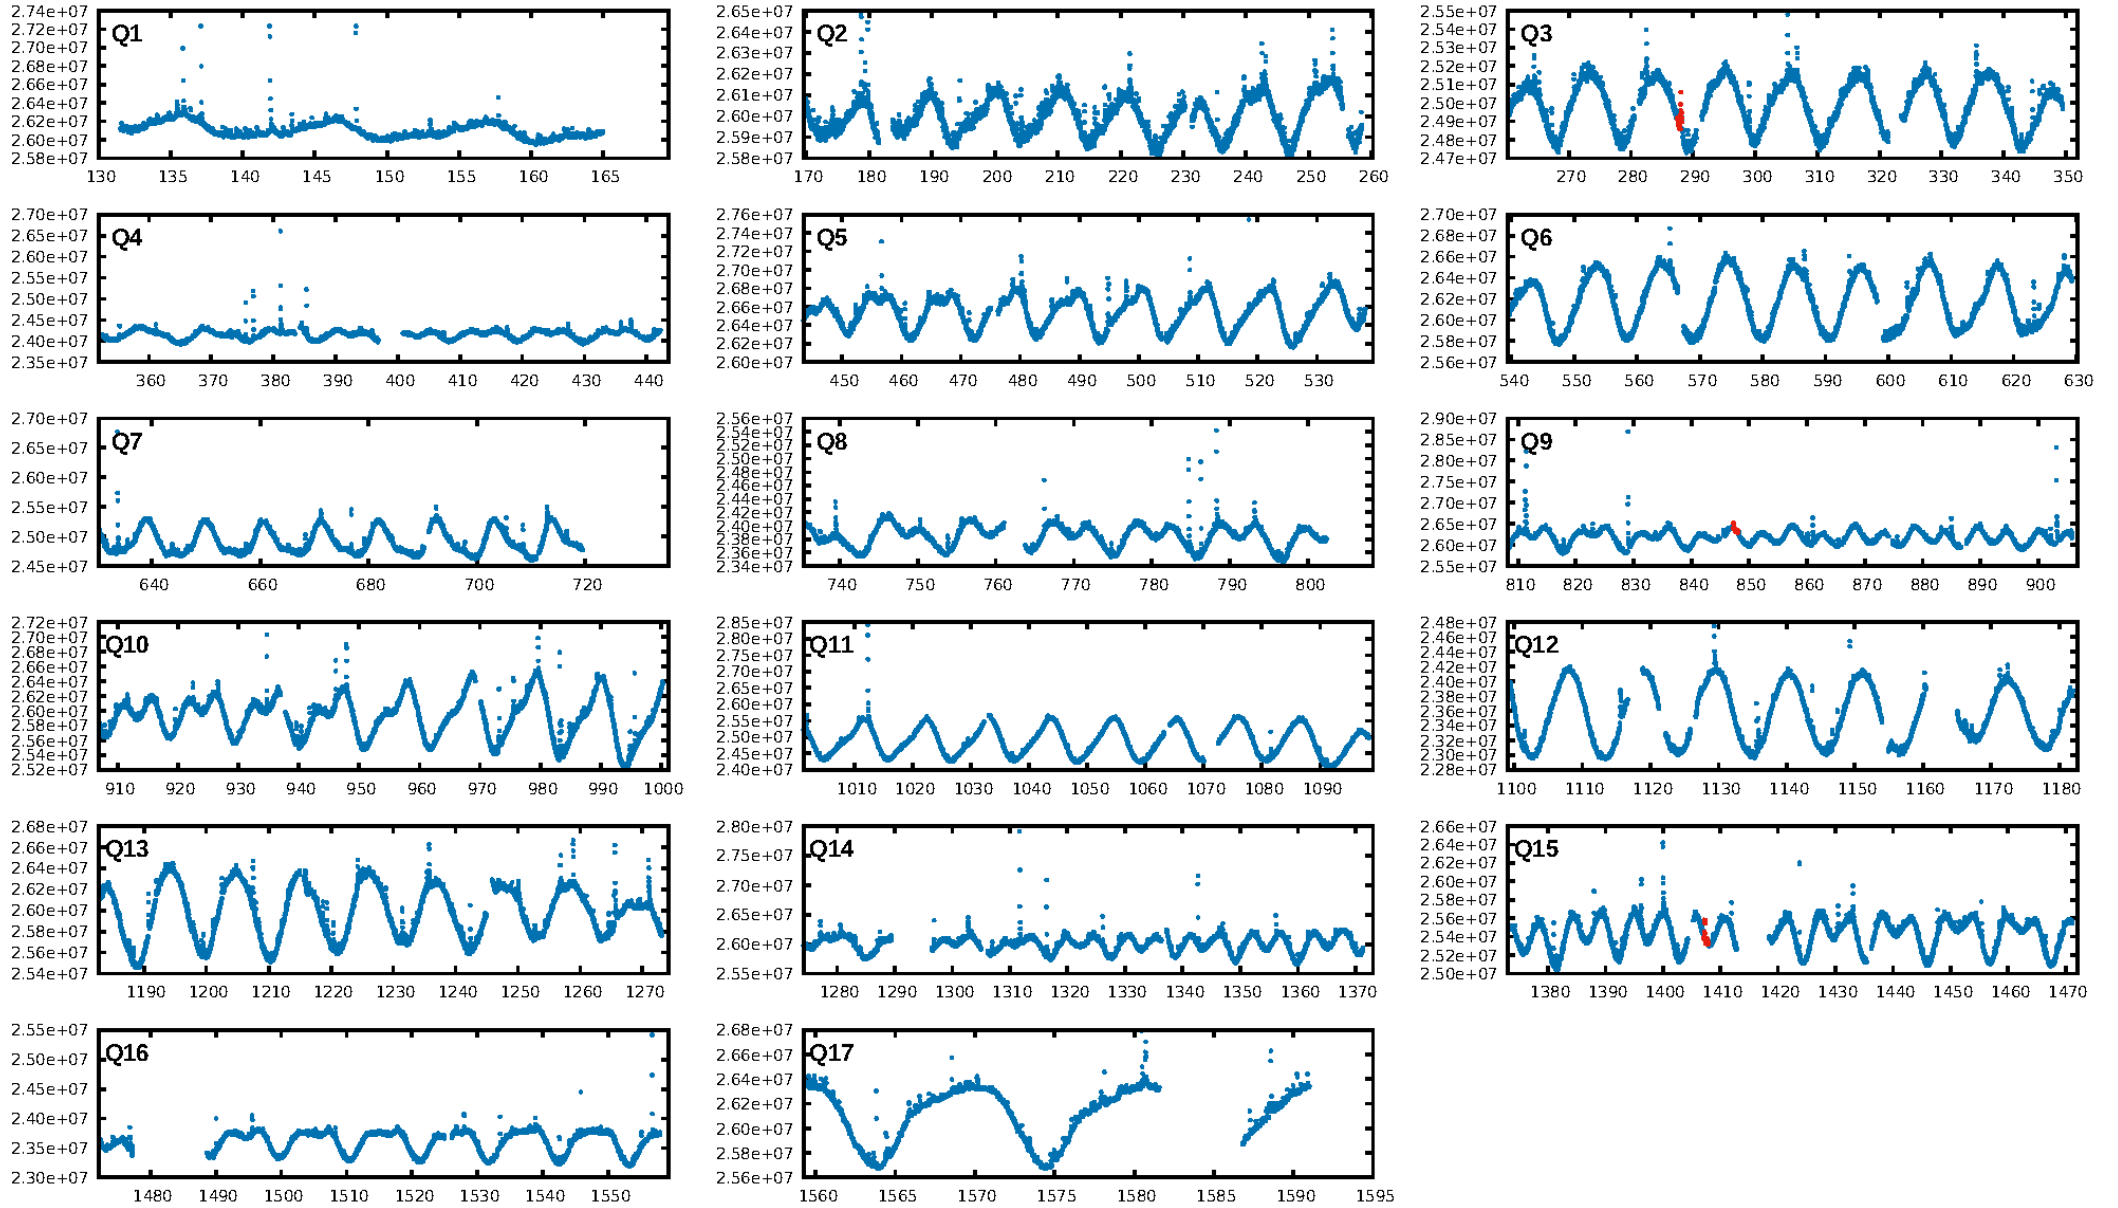 Q1
2.74e+07
2.72e+07
2.70e+07
2.68e+07
2.66e+07
2.64e+07
2.62e+07
2.60e+07
2.58e+07
130 135 140 145 150 155 160 165
Q2
2.65e+07
2.64e+07
2.63e+07
2.62e+07
2.61e+07
2.60e+07
2.59e+07
2.58e+07
170 180 190 200 210 220 230 240 250 260
Q3
2.55e+07
2.54e+07
2.53e+07
2.52e+07
2.51e+07
2.50e+07
2.49e+07
2.48e+07
2.47e+07
270 280 290 300 310 320 330 340 350
Q4
2.70e+07
2.65e+07
2.60e+07
2.55e+07
2.50e+07
2.45e+07
2.40e+07
2.35e+07
360 370 380 390 400 410 420 430 440
Q5
2.76e+07
2.74e+07
2.72e+07
2.70e+07
2.68e+07
2.66e+07
2.64e+07
2.62e+07
2.60e+07
450 460 470 480 490 500 510 520 530
Q6
2.70e+07
2.68e+07
2.66e+07
2.64e+07
2.62e+07
2.60e+07
2.58e+07
2.56e+07
540 550 560 570 580 590 600 610 620 630
Q7
2.70e+07
2.65e+07
2.60e+07
2.55e+07
2.50e+07
2.45e+07
640 660 680 700 720
Q8
2.56e+07
2.54e+07
2.52e+07
2.50e+07
2.48e+07
2.46e+07
2.44e+07
2.42e+07
2.40e+07
2.38e+07
2.36e+07
2.34e+07
740 750 760 770 780 790 800
Q9
2.90e+07
2.85e+07
2.80e+07
2.75e+07
2.70e+07
2.65e+07
2.60e+07
2.55e+07
810 820 830 840 850 860 870 880 890 900
Q10
2.72e+07
2.70e+07
2.68e+07
2.66e+07
2.64e+07
2.62e+07
2.60e+07
2.58e+07
2.56e+07
2.54e+07
2.52e+07
910 920 930 940 950 960 970 980 990 1000
Q11
2.85e+07
2.80e+07
2.75e+07
2.70e+07
2.65e+07
2.60e+07
2.55e+07
2.50e+07
2.45e+07
2.40e+07
1010 1020 1030 1040 1050 1060 1070 1080 1090
Q12
2.48e+07
2.46e+07
2.44e+07
2.42e+07
2.40e+07
2.38e+07
2.36e+07
2.34e+07
2.32e+07
2.30e+07
2.28e+07
1100 1110 1120 1130 1140 1150 1160 1170 1180
Q13
2.68e+07
2.66e+07
2.64e+07
2.62e+07
2.60e+07
2.58e+07
2.56e+07
2.54e+07
1190 1200 1210 1220 1230 1240 1250 1260 1270
Q14
2.80e+07
2.75e+07
2.70e+07
2.65e+07
2.60e+07
2.55e+07
1280 1290 1300 1310 1320 1330 1340 1350 1360 1370
Q15
2.66e+07
2.64e+07
2.62e+07
2.60e+07
2.58e+07
2.56e+07
2.54e+07
2.52e+07
2.50e+07
1380 1390 1400 1410 1420 1430 1440 1450 1460 1470
Q16
2.55e+07
2.50e+07
2.45e+07
2.40e+07
2.35e+07
2.30e+07
1480 1490 1500 1510 1520 1530 1540 1550
Q17
2.68e+07
2.66e+07
2.64e+07
2.62e+07
2.60e+07
2.58e+07
2.56e+07
1560 1565 1570 1575 1580 1585 1590 1595